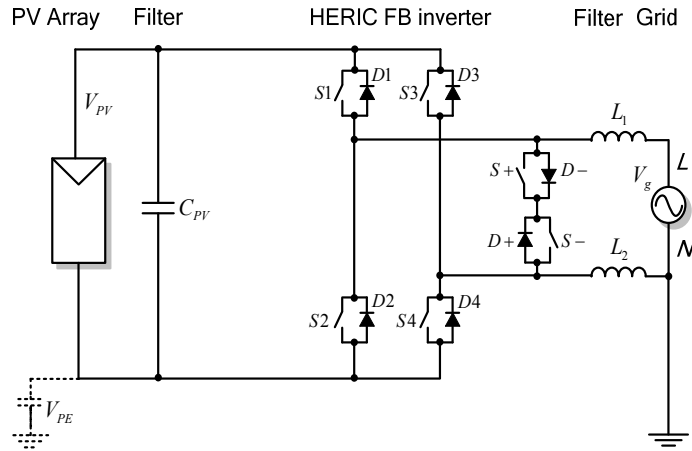 PV Array Filter HERIC FB inverter Filter Grid
S1 D1 S3 D3
V_PV
L_1
S+ D−
V_g L
C_PV
D+ S−
L_2 N
S2 D2 S4 D4
V_PE